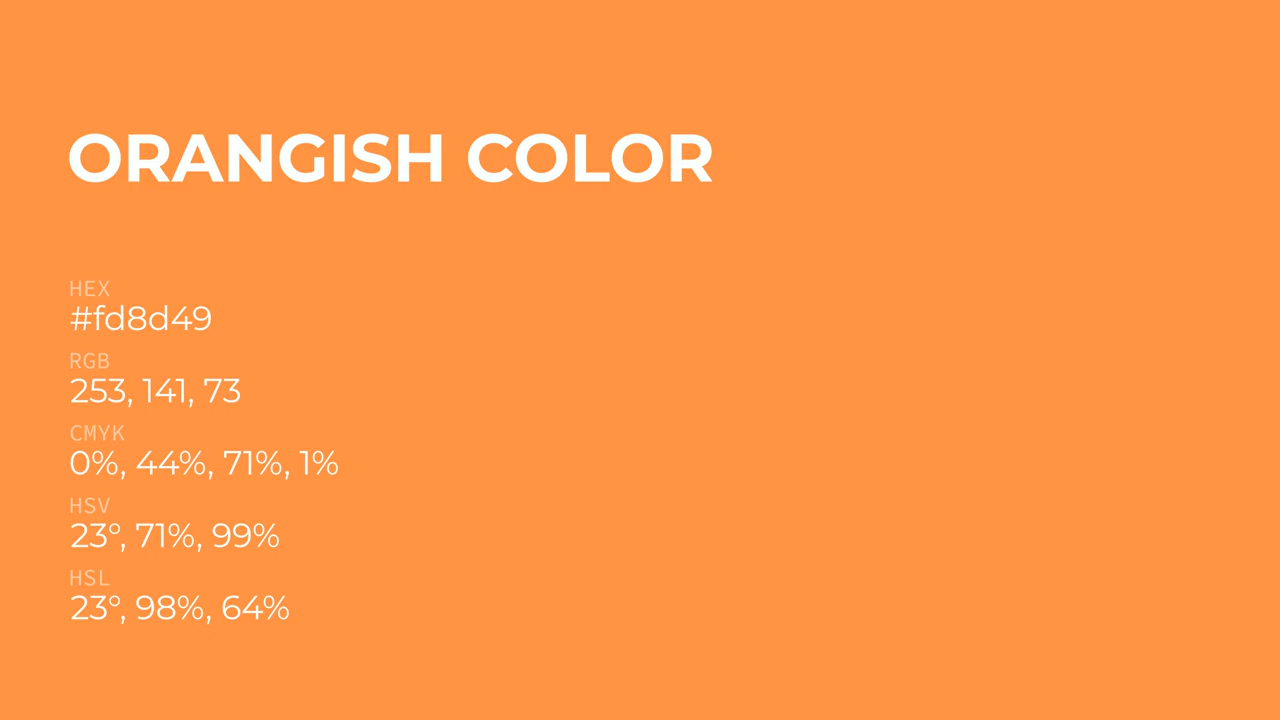 ORANGISH COLOR
HEX
#fd8d49
RGB
253, 141, 73
CMYK
0%, 44%, 71%, 1%
HSV
23°, 71%, 99%
HSL
23°, 98%, 64%